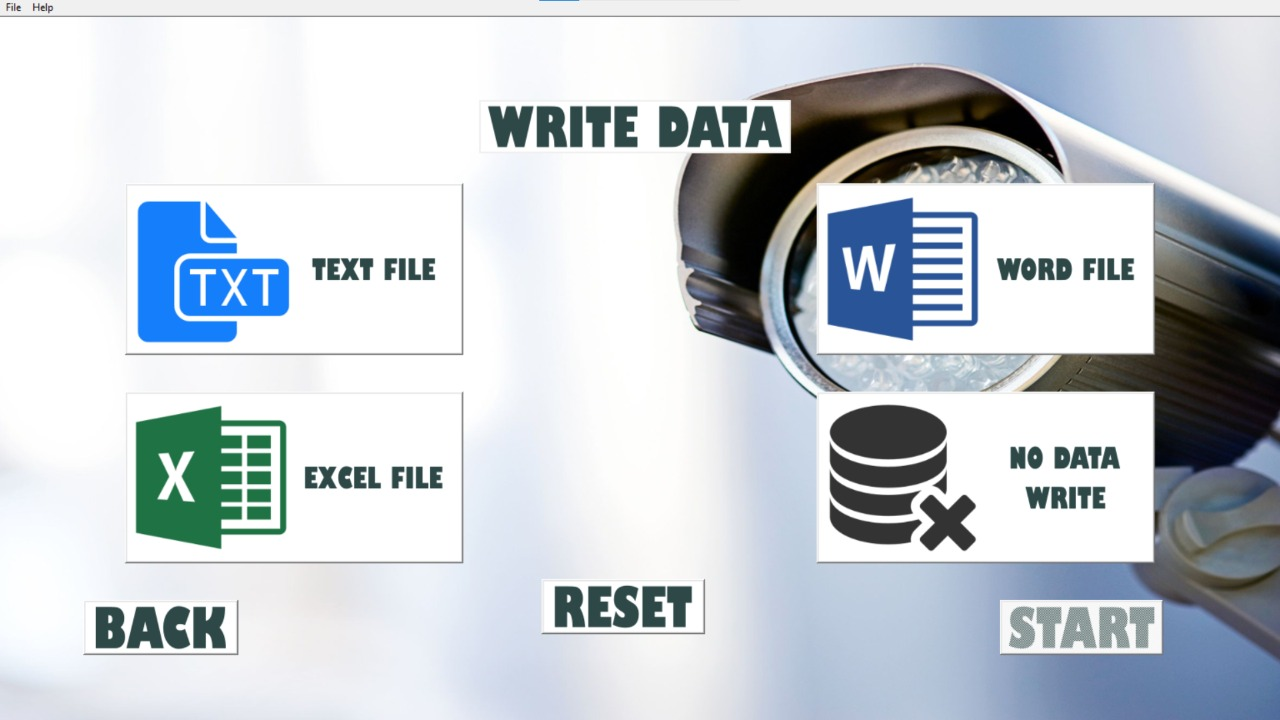 File Help
WRITE DATA
TXT
TEXT FILE
W
WORD FILE
X
EXCEL FILE
NO DATA
WRITE
BACK
RESET
START